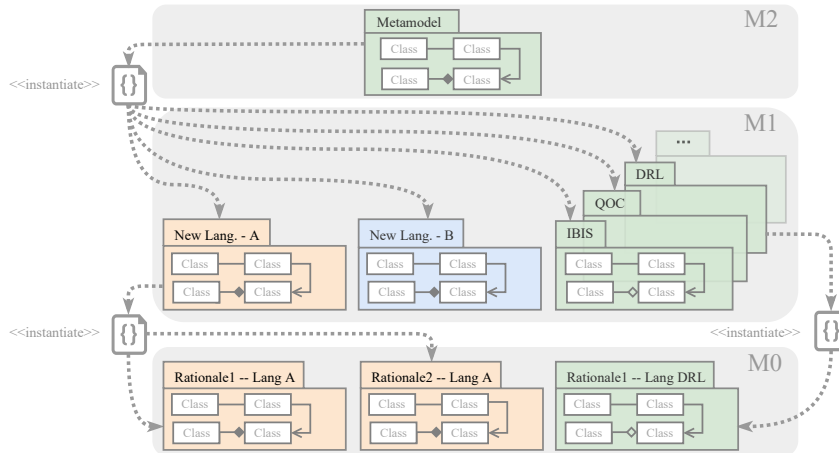 M2
Metamodel
Class Class
{}
<<instantiate>>
Class Class
M1
...
DRL
QOC
New Lang. - A New Lang. - B IBIS
Class Class Class Class Class Class
Class Class Class Class Class Class
<<instantiate>> {} <<instantiate>> {}
M0
Rationale1 -- Lang A Rationale2 -- Lang A Rationale1 -- Lang DRL
Class Class Class Class Class Class
Class Class Class Class Class Class